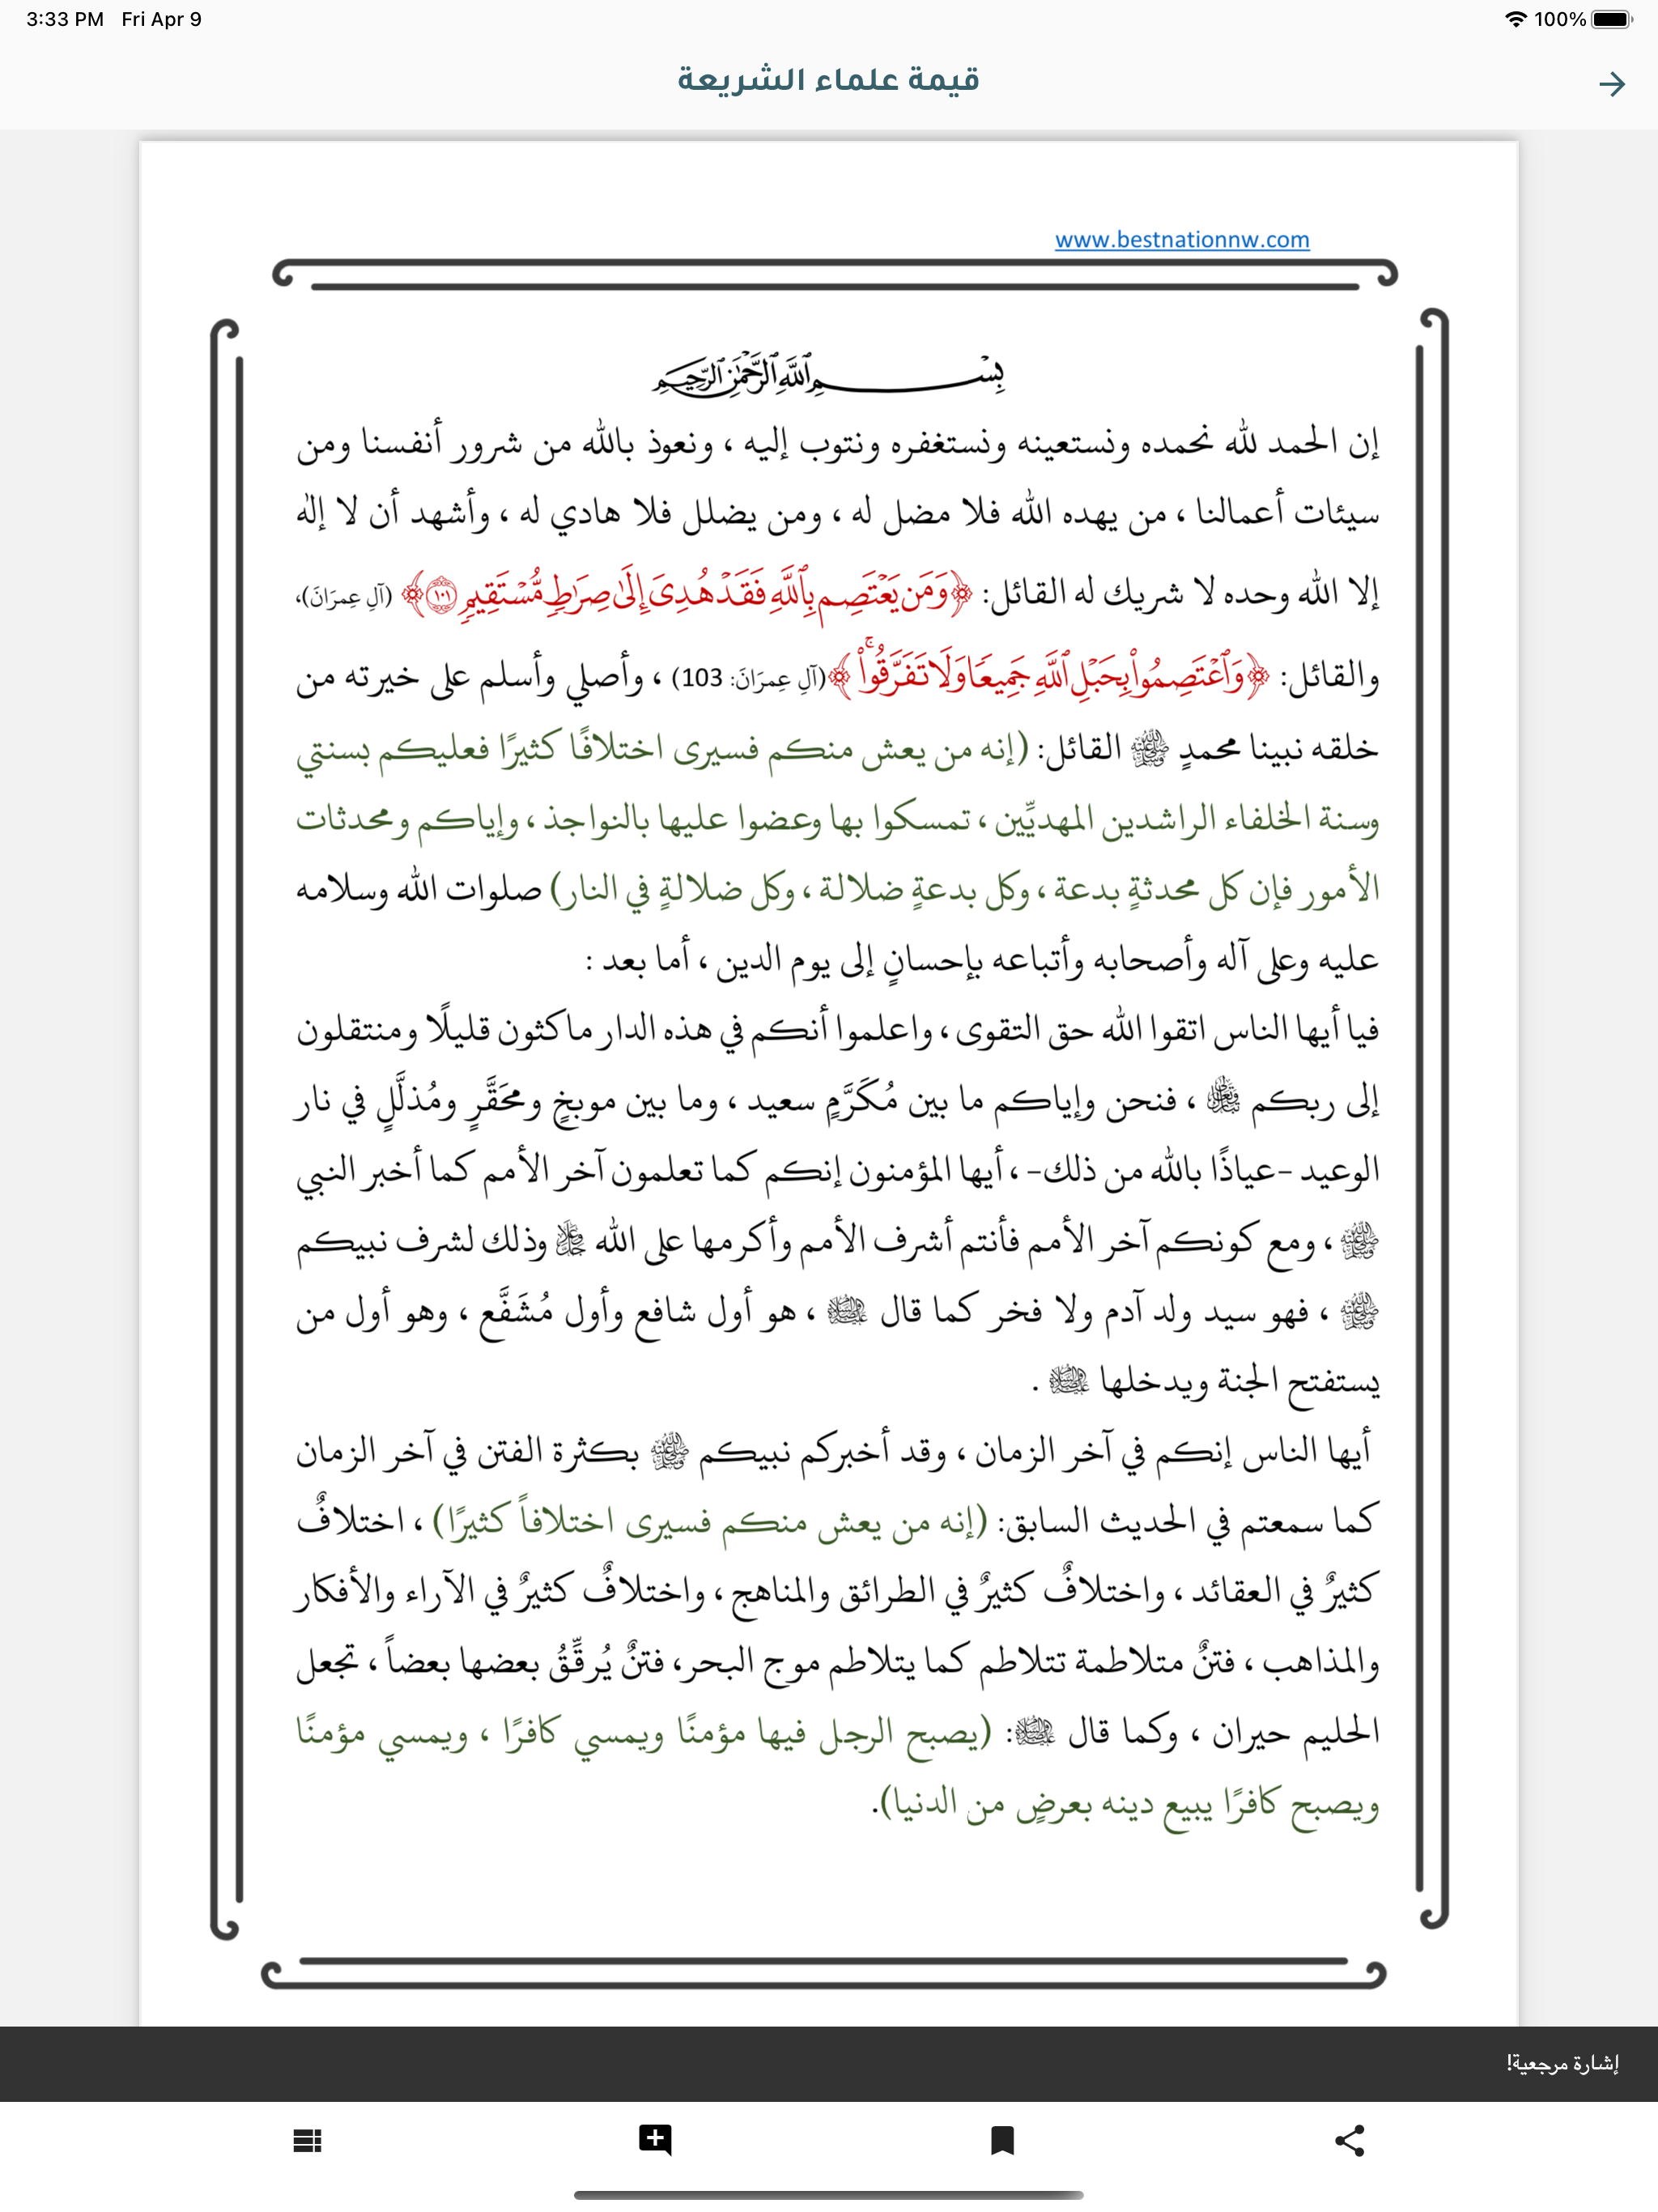 3:33 PM Fri Apr 9
100%
قيمة علماء الشريعة
www.bestnationnw.com
بِسْمِ ٱللَّهِ ٱلرَّحْمَٰنِ ٱلرَّحِيمِ
إن الحمد لله نحمده ونستعينه ونستغفره ونتوب إليه ، ونعوذ بالله من شرور أنفسنا ومن
سيئات أعمالنا ، من يهده الله فلا مضل له ، ومن يضلل فلا هادي له ، وأشهد أن لا إله
إلا الله وحده لا شريك له القائل: ﴿وَمَن يَعْتَصِم بِٱللَّهِ فَقَدْ هُدِىَ إِلَىٰ صِرَٰطٍ مُّسْتَقِيمٍ ١٠١﴾ (آلِ عِمرَانَ)،
والقائل: ﴿وَٱعْتَصِمُوا۟ بِحَبْلِ ٱللَّهِ جَمِيعًا وَلَا تَفَرَّقُوا۟ ۚ﴾ (آلِ عِمرَانَ: 103) ، وأصلي وأسلم على خيرته من
خلقه نبينا محمدٍ ﷺ القائل: (إنه من يعش منكم فسيرى اختلافًا كثيرًا فعليكم بسنتي
وسنة الخلفاء الراشدين المهديِّين ، تمسكوا بها وعضوا عليها بالنواجذ ، وإياكم ومحدثات
الأمور فإن كل محدثةٍ بدعة ، وكل بدعةٍ ضلالة ، وكل ضلالةٍ في النار) صلوات الله وسلامه
عليه وعلى آله وأصحابه وأتباعه بإحسانٍ إلى يوم الدين ، أما بعد :
فيا أيها الناس اتقوا الله حق التقوى ، واعلموا أنكم في هذه الدار ماكثون قليلًا ومنتقلون
إلى ربكم تبارك وتعالى ، فنحن وإياكم ما بين مُكَرَّمٍ سعيد ، وما بين موبخٍ ومحَقَّرٍ ومُذلَّلٍ في نار
الوعيد -عياذًا بالله من ذلك- ، أيها المؤمنون إنكم كما تعلمون آخر الأمم كما أخبر النبي
ﷺ ، ومع كونكم آخر الأمم فأنتم أشرف الأمم وأكرمها على الله جل وعلا وذلك لشرف نبيكم
ﷺ ، فهو سيد ولد آدم ولا فخر كما قال عليه الصلاة والسلام ، هو أول شافع وأول مُشَفَّع ، وهو أول من
يستفتح الجنة ويدخلها عليه الصلاة والسلام .
أيها الناس إنكم في آخر الزمان ، وقد أخبركم نبيكم ﷺ بكثرة الفتن في آخر الزمان
كما سمعتم في الحديث السابق: (إنه من يعش منكم فسيرى اختلافاً كثيرًا) ، اختلافٌ
كثيرٌ في العقائد ، واختلافٌ كثيرٌ في الطرائق والمناهج ، واختلافٌ كثيرٌ في الآراء والأفكار
والمذاهب ، فتنٌ متلاطمة تتلاطم كما يتلاطم موج البحر، فتنٌ يُرقِّقُ بعضها بعضاً ، تجعل
الحليم حيران ، وكما قال عليه الصلاة والسلام: (يصبح الرجل فيها مؤمنًا ويمسي كافرًا ، ويمسي مؤمنًا
ويصبح كافرًا يبيع دينه بعرضٍ من الدنيا).
إشارة مرجعية!